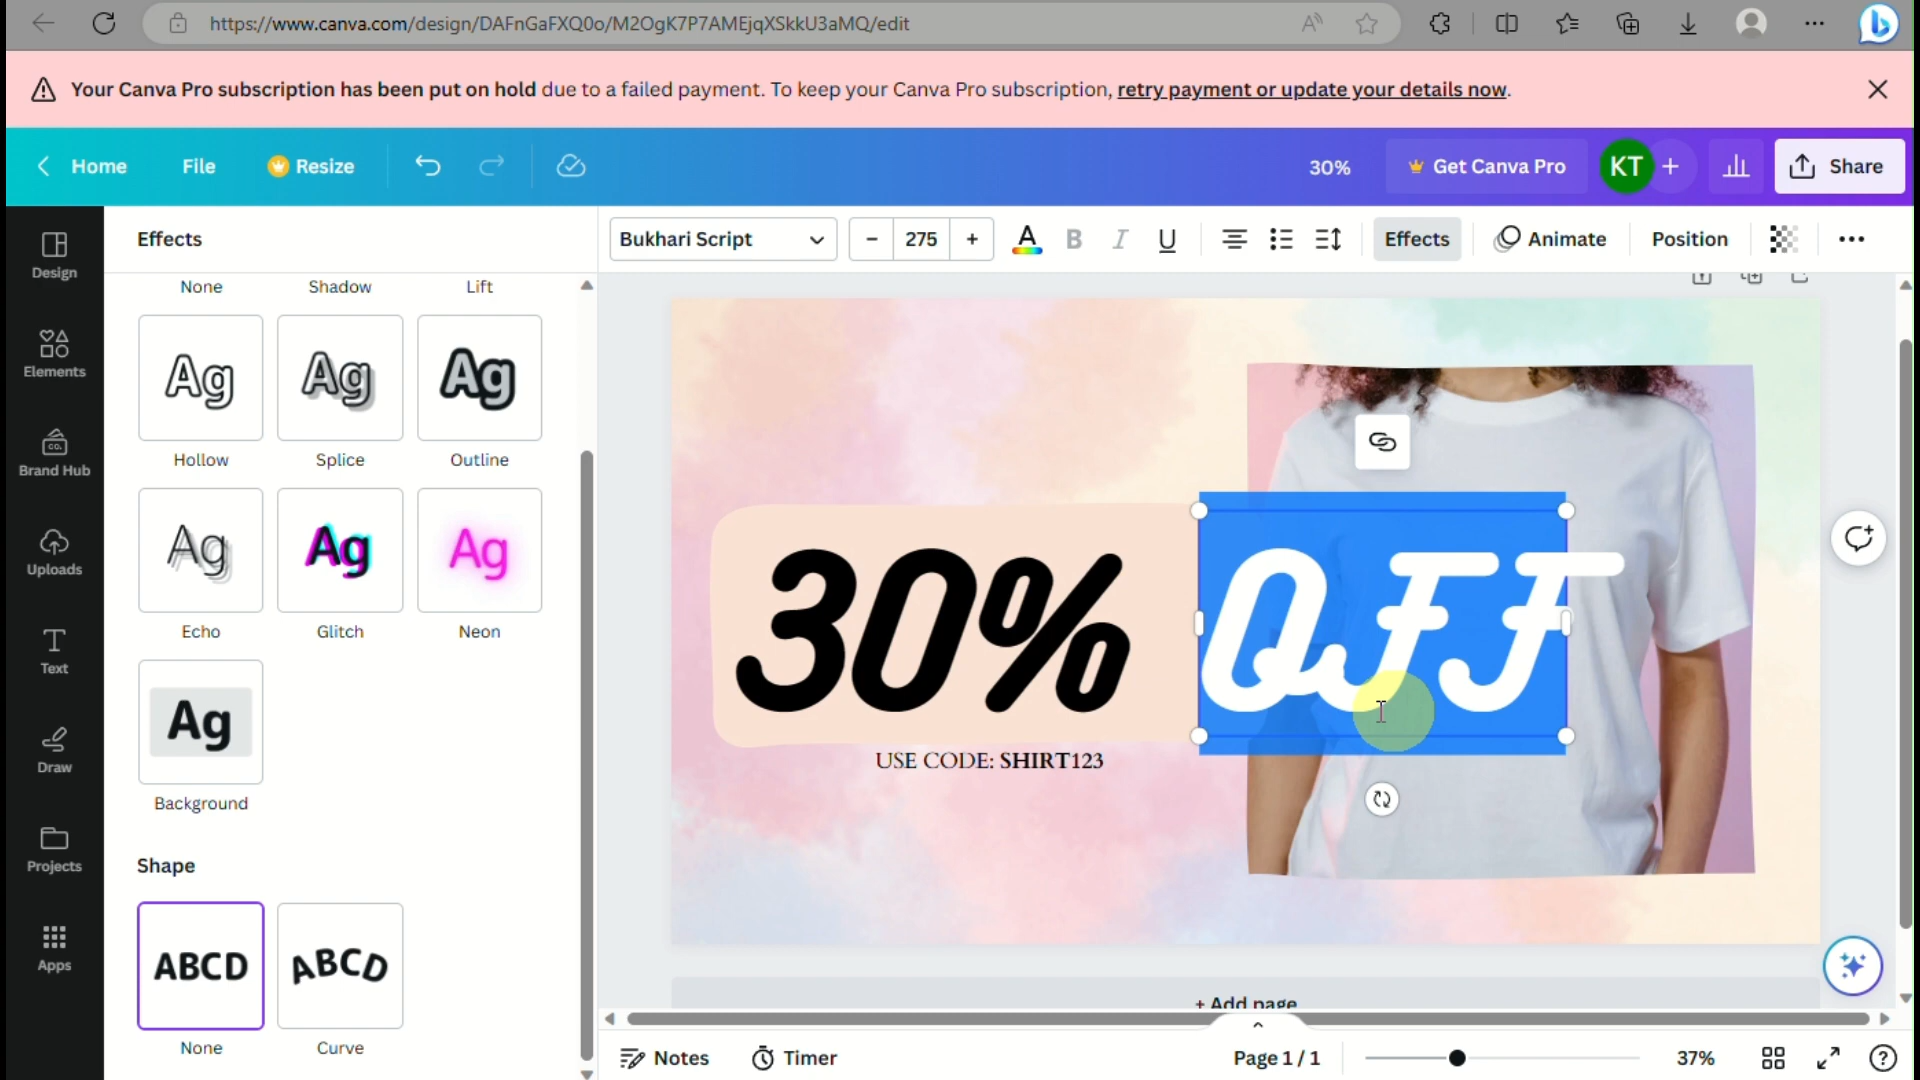 https://www.canva.com/design/DAFnGaFXQ0o/M2OgK7P7AMEjqXSkkU3aMQ/edit
Your Canva Pro subscription has been put on hold due to a failed payment. To keep your Canva Pro subscription, retry payment or update your details now.
Home File Resize 30% Get Canva Pro KT + Share
Effects Bukhari Script - 275 + A B I U Effects Animate Position
Design
Elements
Brand Hub
Uploads
Text
Draw
Projects
Apps
None Shadow Lift
Ag Ag Ag
Hollow Splice Outline
Ag Ag Ag
Echo Glitch Neon
Ag
Background
Shape
ABCD ABCD
None Curve
30% OFF
USE CODE: SHIRT123
+ Add page
Notes Timer Page 1 / 1 37%